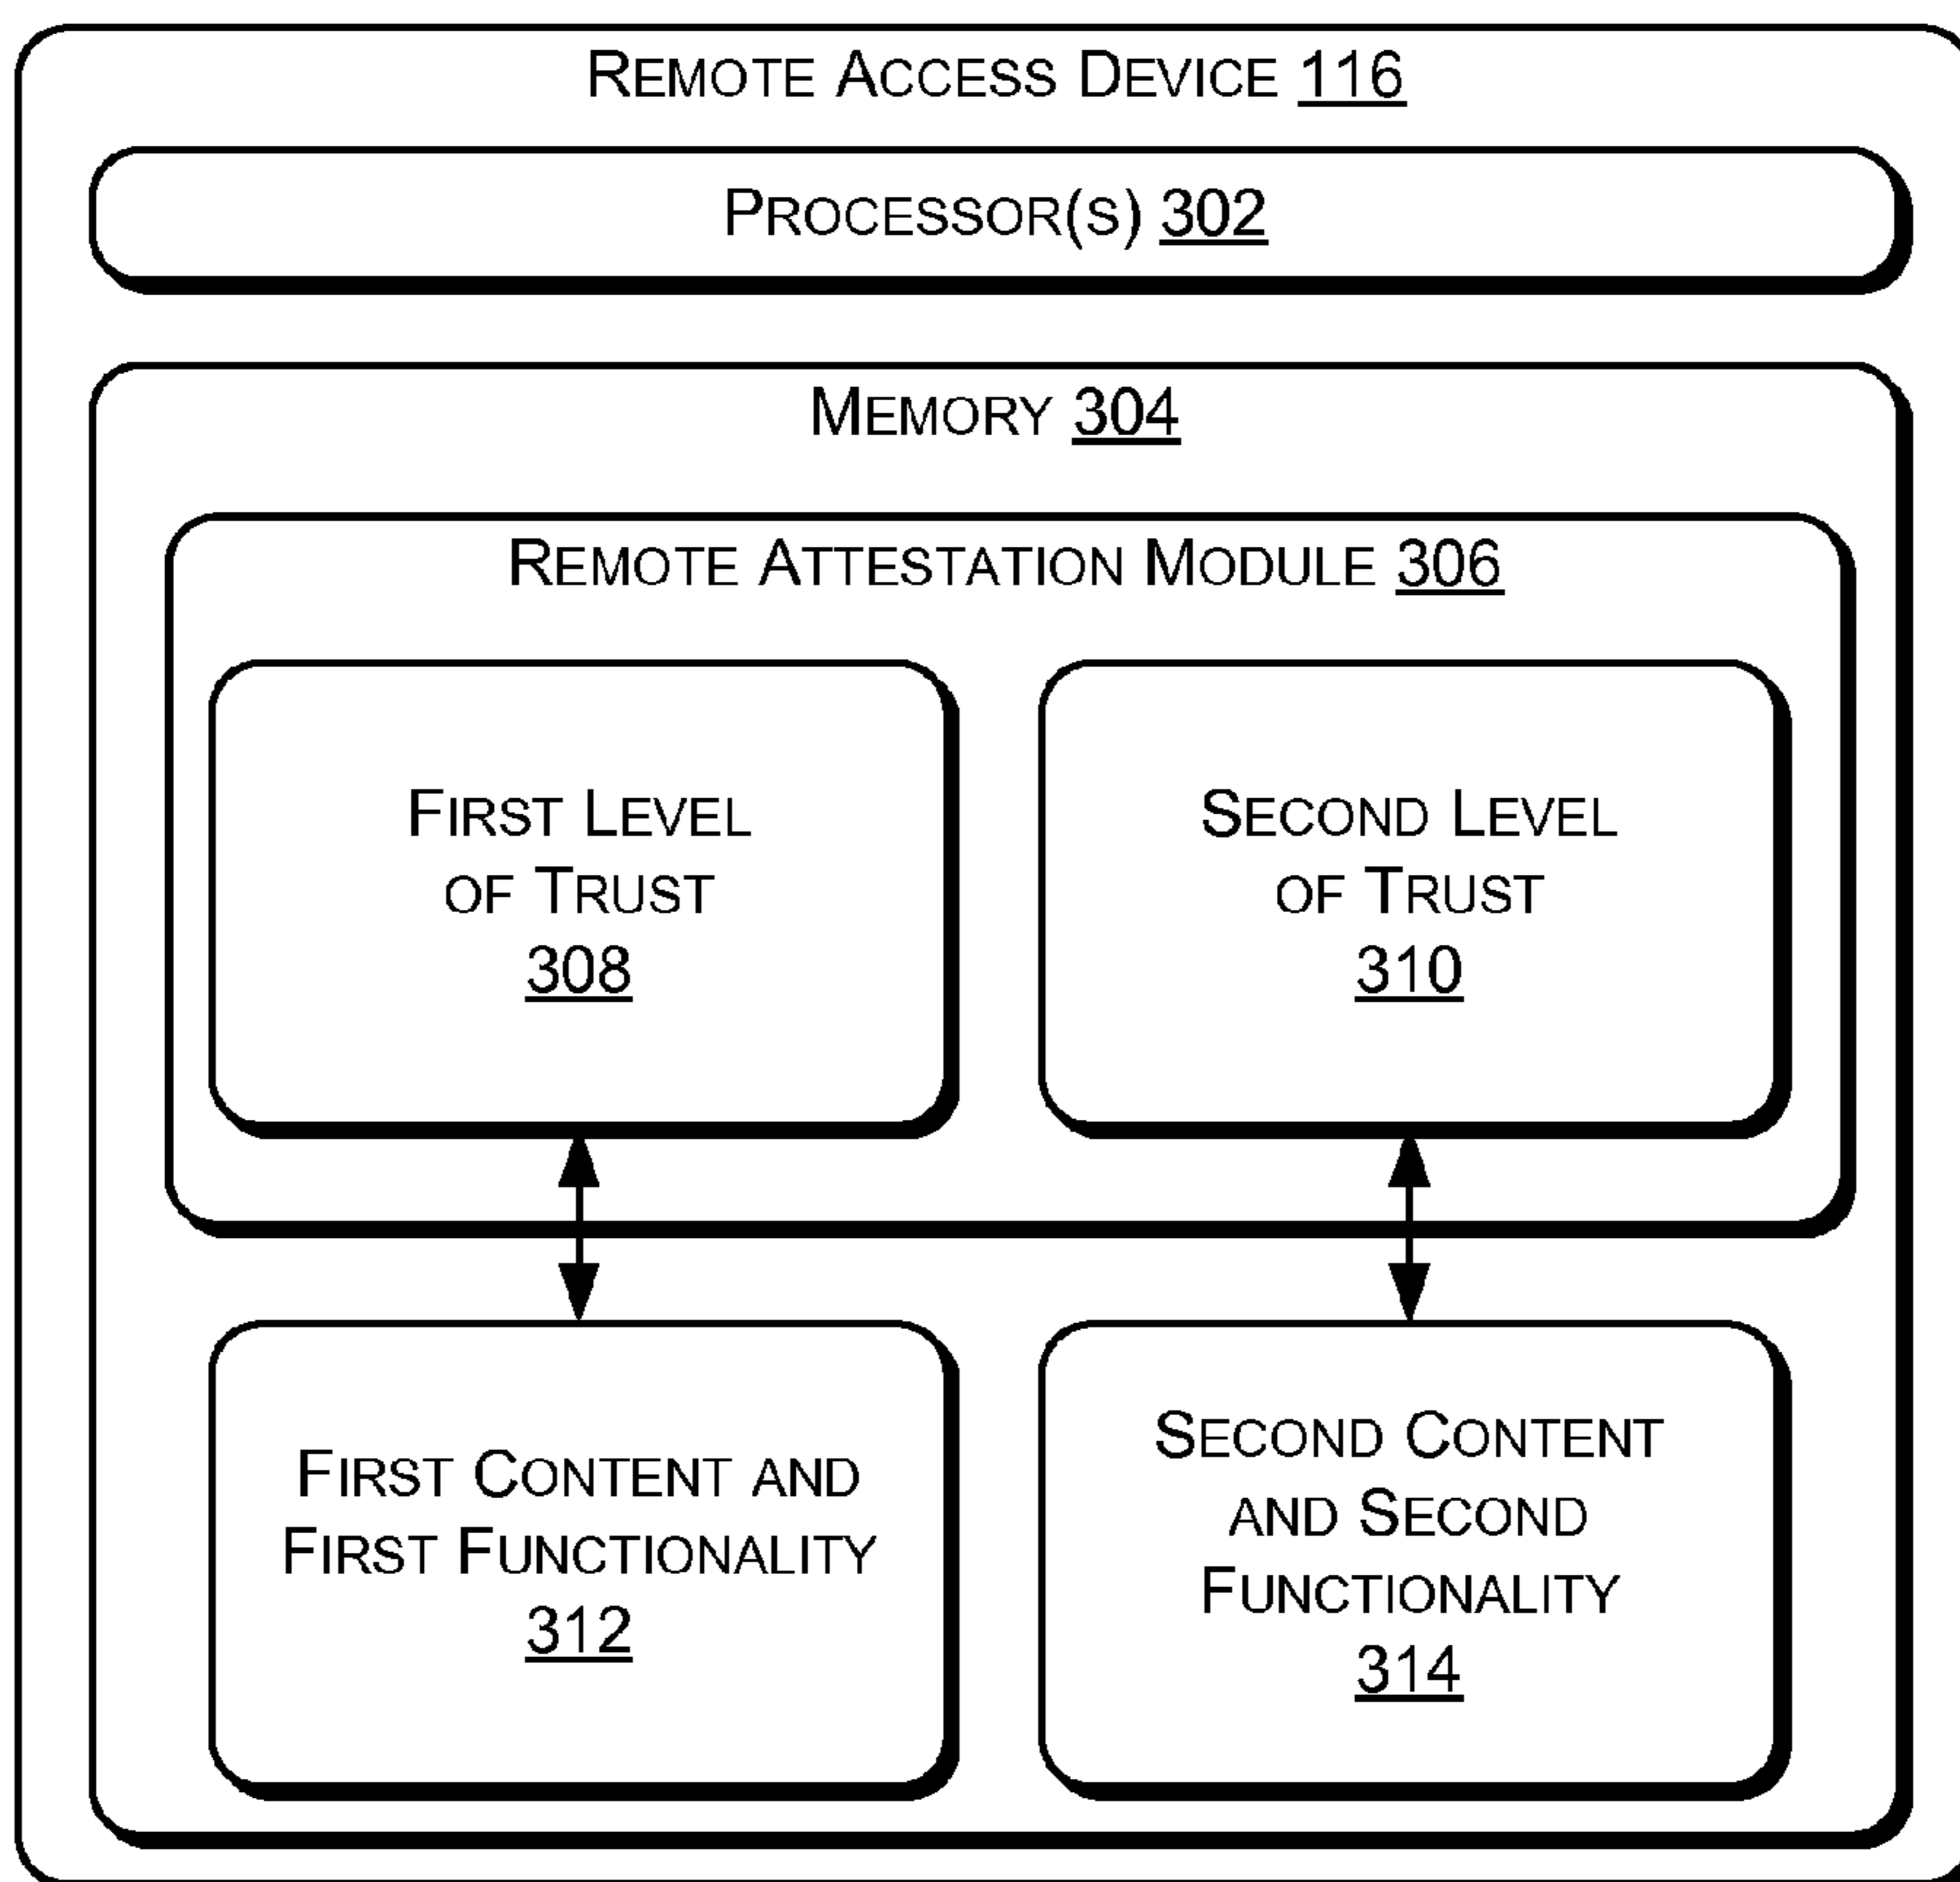 REMOTE ACCESS DEVICE 116
PROCESSOR(S) 302
MEMORY 304
REMOTE ATTESTATION MODULE 306
FIRST LEVEL
OF TRUST
308
SECOND LEVEL
OF TRUST
310
FIRST CONTENT AND
FIRST FUNCTIONALITY
312
SECOND CONTENT
AND SECOND
FUNCTIONALITY
314